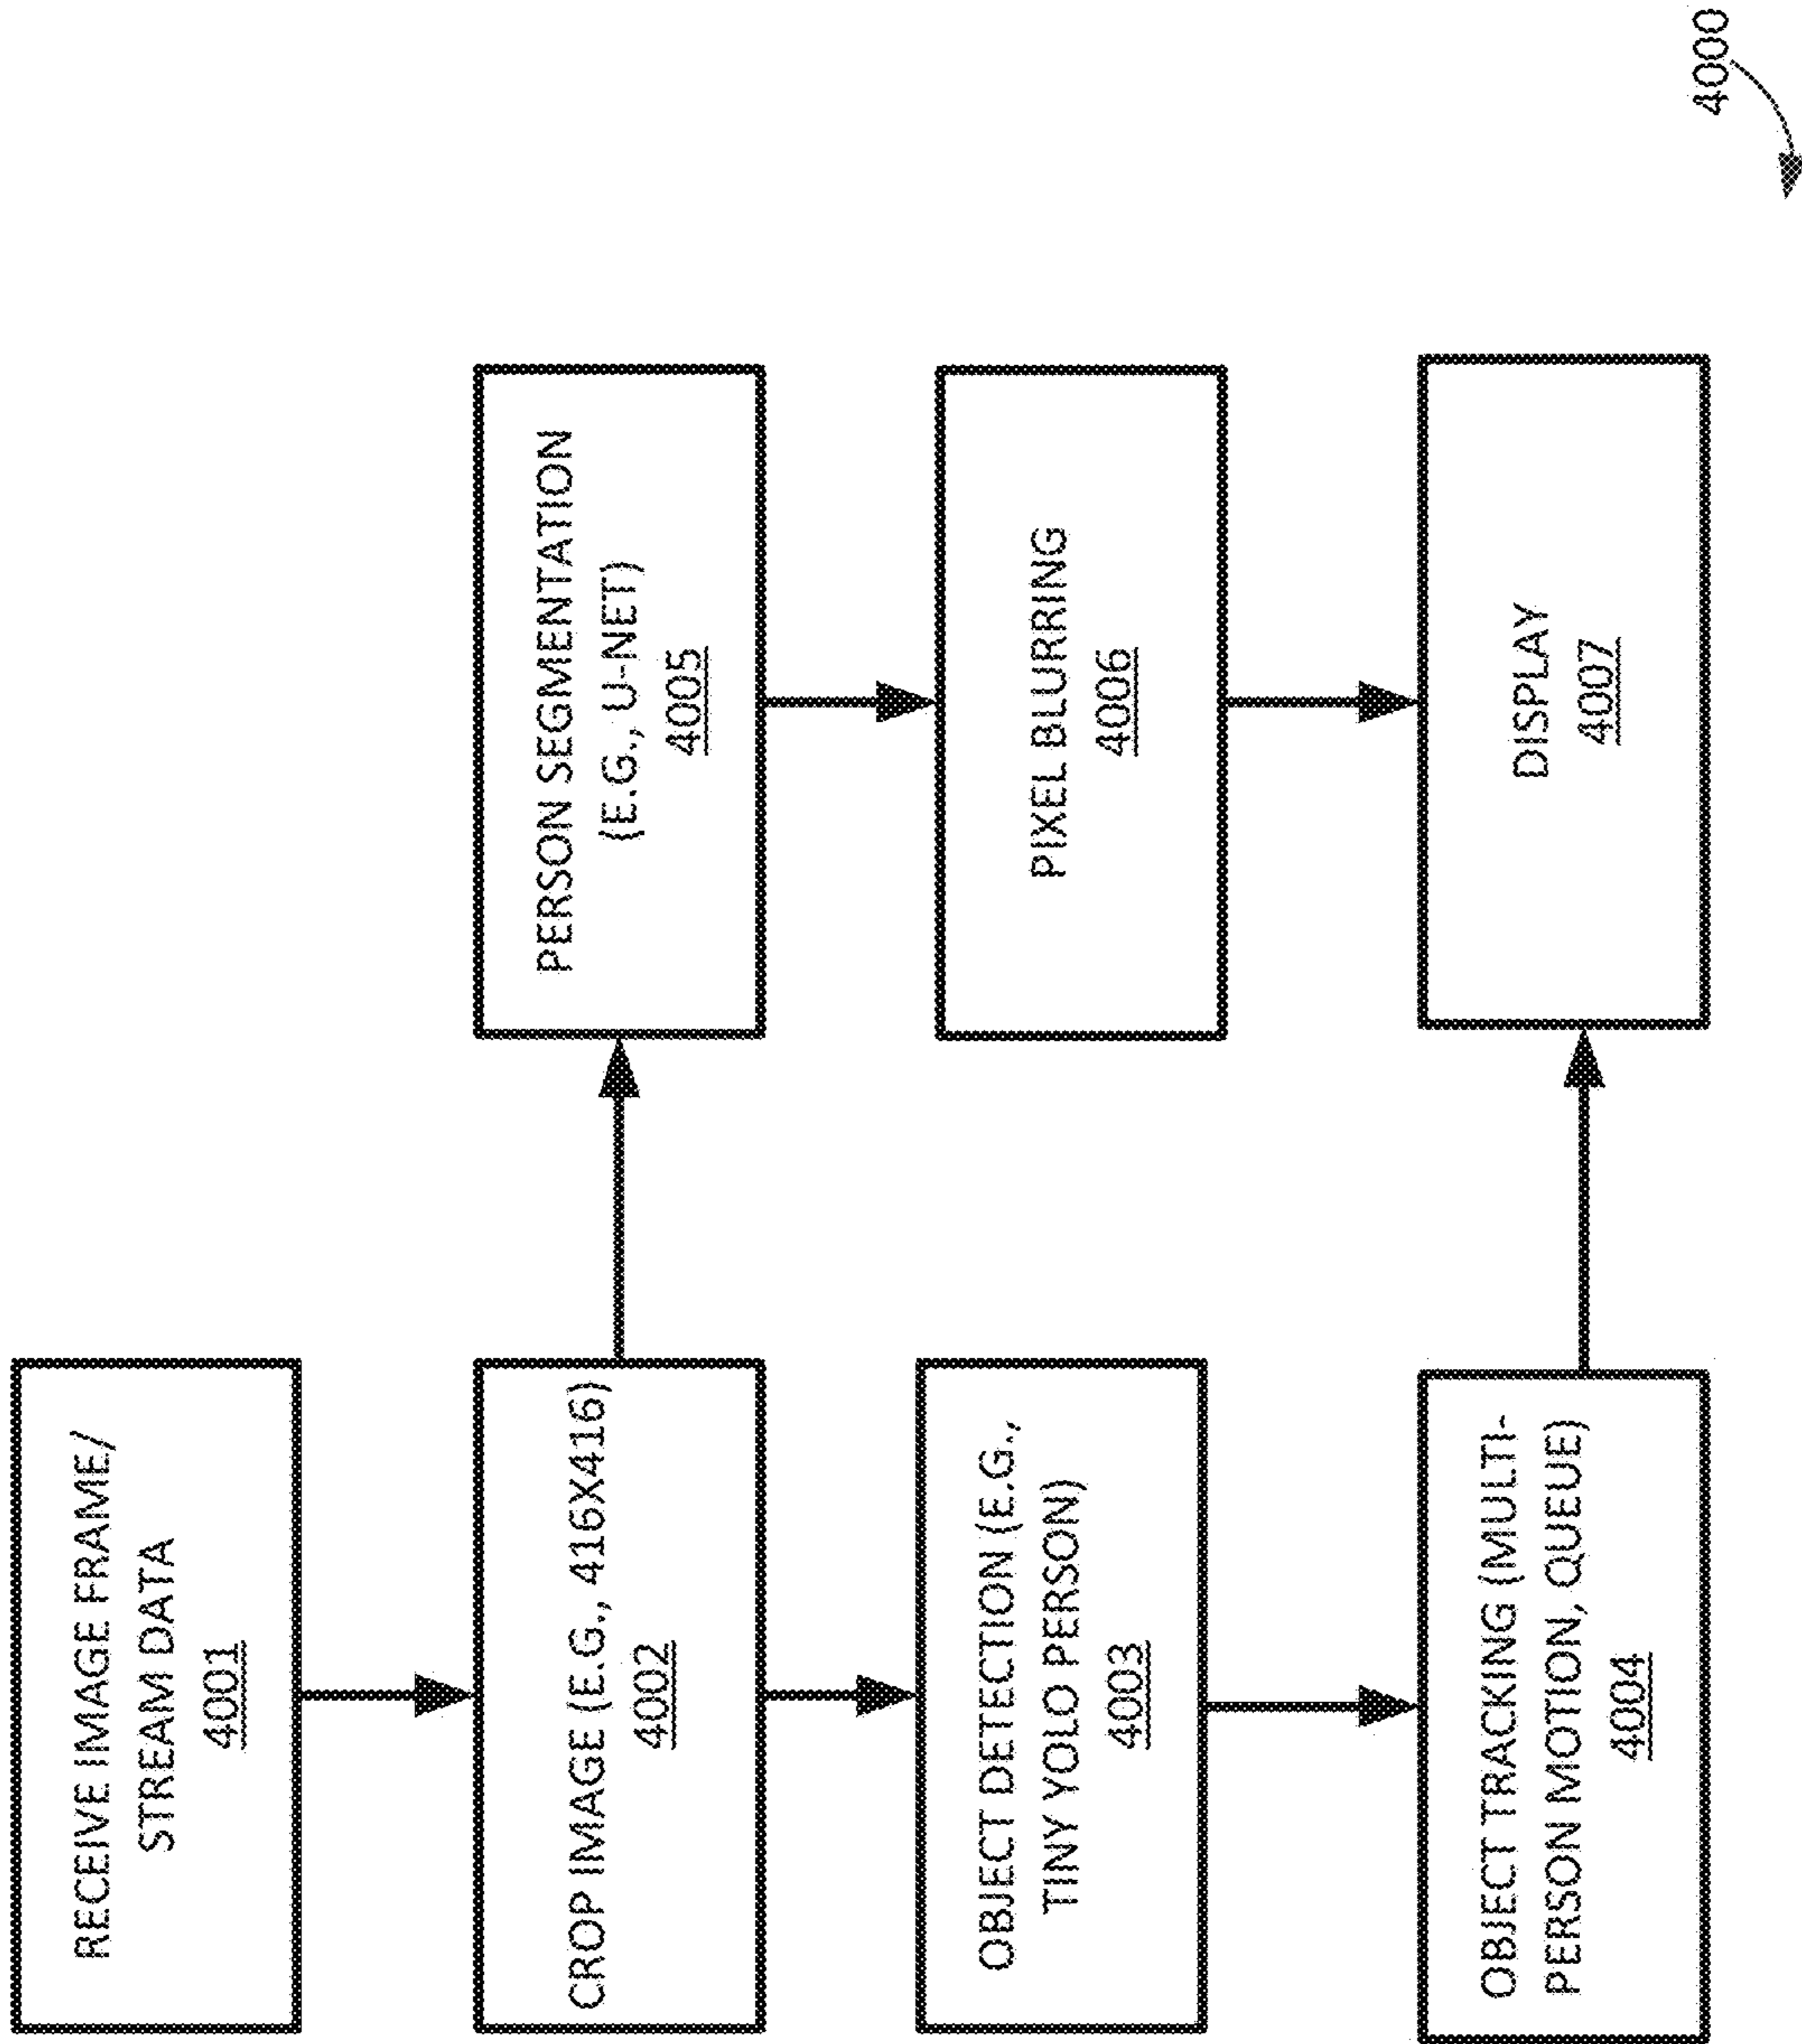 RECEIVE IMAGE FRAME/
STREAM DATA
4001
CROP IMAGE (E.G., 416X416)
4002
OBJECT DETECTION (E.G.,
TINY YOLO PERSON)
4003
OBJECT TRACKING (MULTI-
PERSON MOTION, QUEUE)
4004
PERSON SEGMENTATION
(E.G., U-NET)
4005
PIXEL BLURRING
4006
DISPLAY
4007
4000